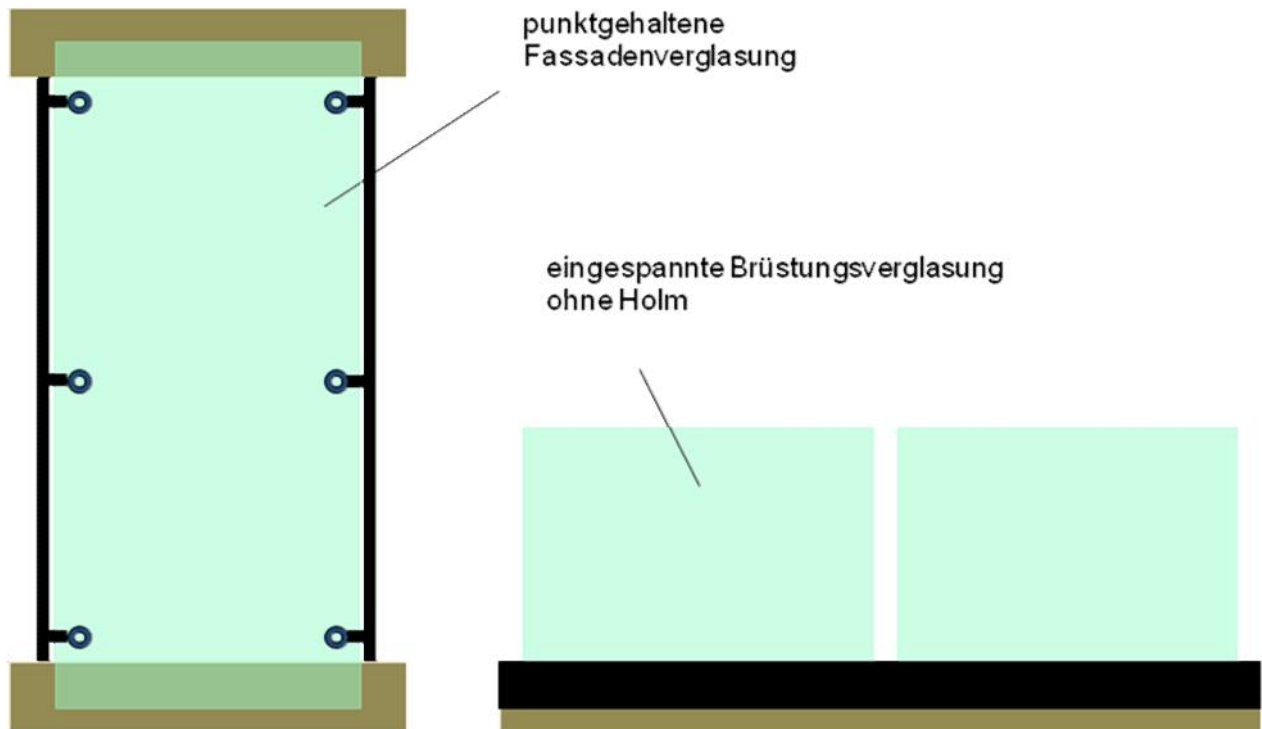 punktgehaltene
Fassadenverglasung
eingespannte Brüstungsverglasung
ohne Holm